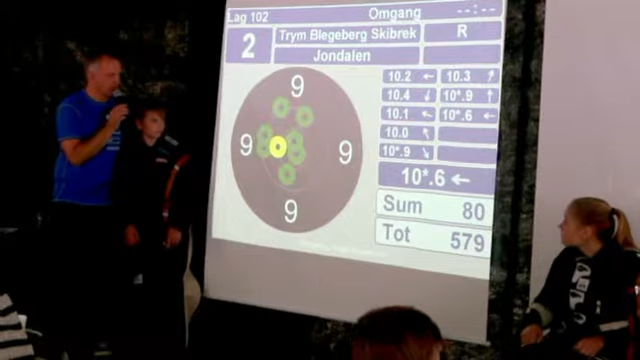 Lag 102 Omgang --:--
2 Trym Blegeberg Skibrek R
Jondalen
9
9 9
9
10.2 ← 10.3 ↗
10.4 ↓ 10*.9 ↑
10.1 ← 10*.6 ←
10.0 ↖
10*.9 ↘
10*.6 ←
Sum 80
Tot 579